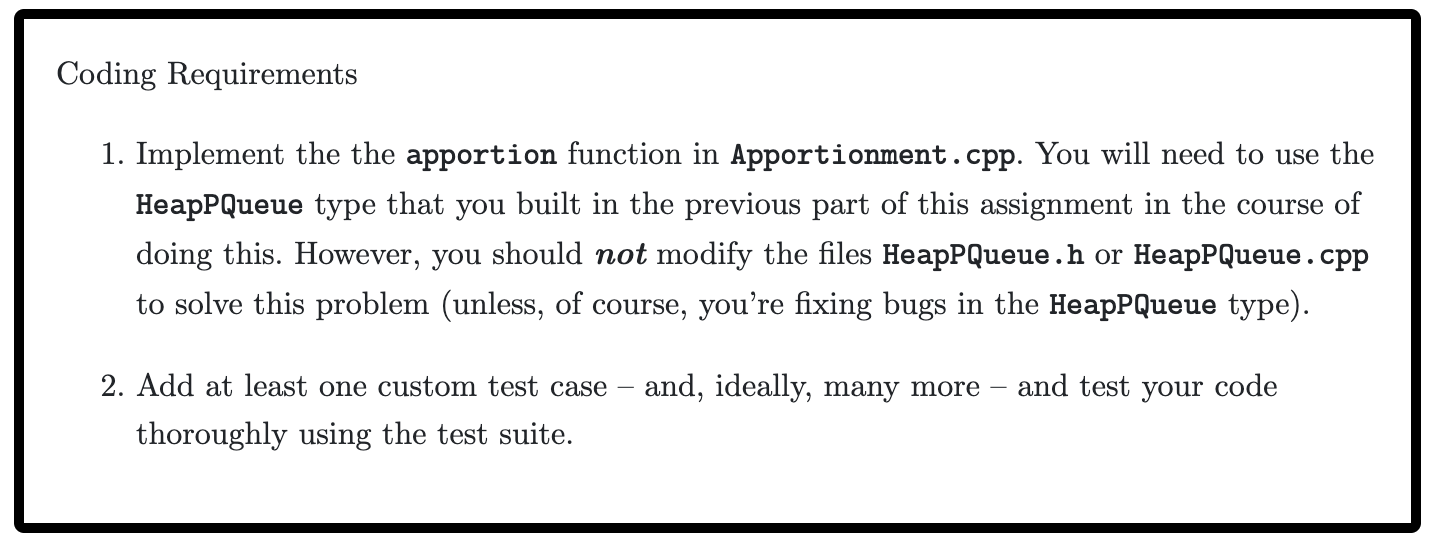 Coding Requirements
1. Implement the the apportion function in Apportionment.cpp. You will need to use the
HeapPQueue type that you built in the previous part of this assignment in the course of
doing this. However, you should not modify the files HeapPQueue.h or HeapPQueue.cpp
to solve this problem (unless, of course, you’re fixing bugs in the HeapPQueue type).
2. Add at least one custom test case – and, ideally, many more – and test your code
thoroughly using the test suite.